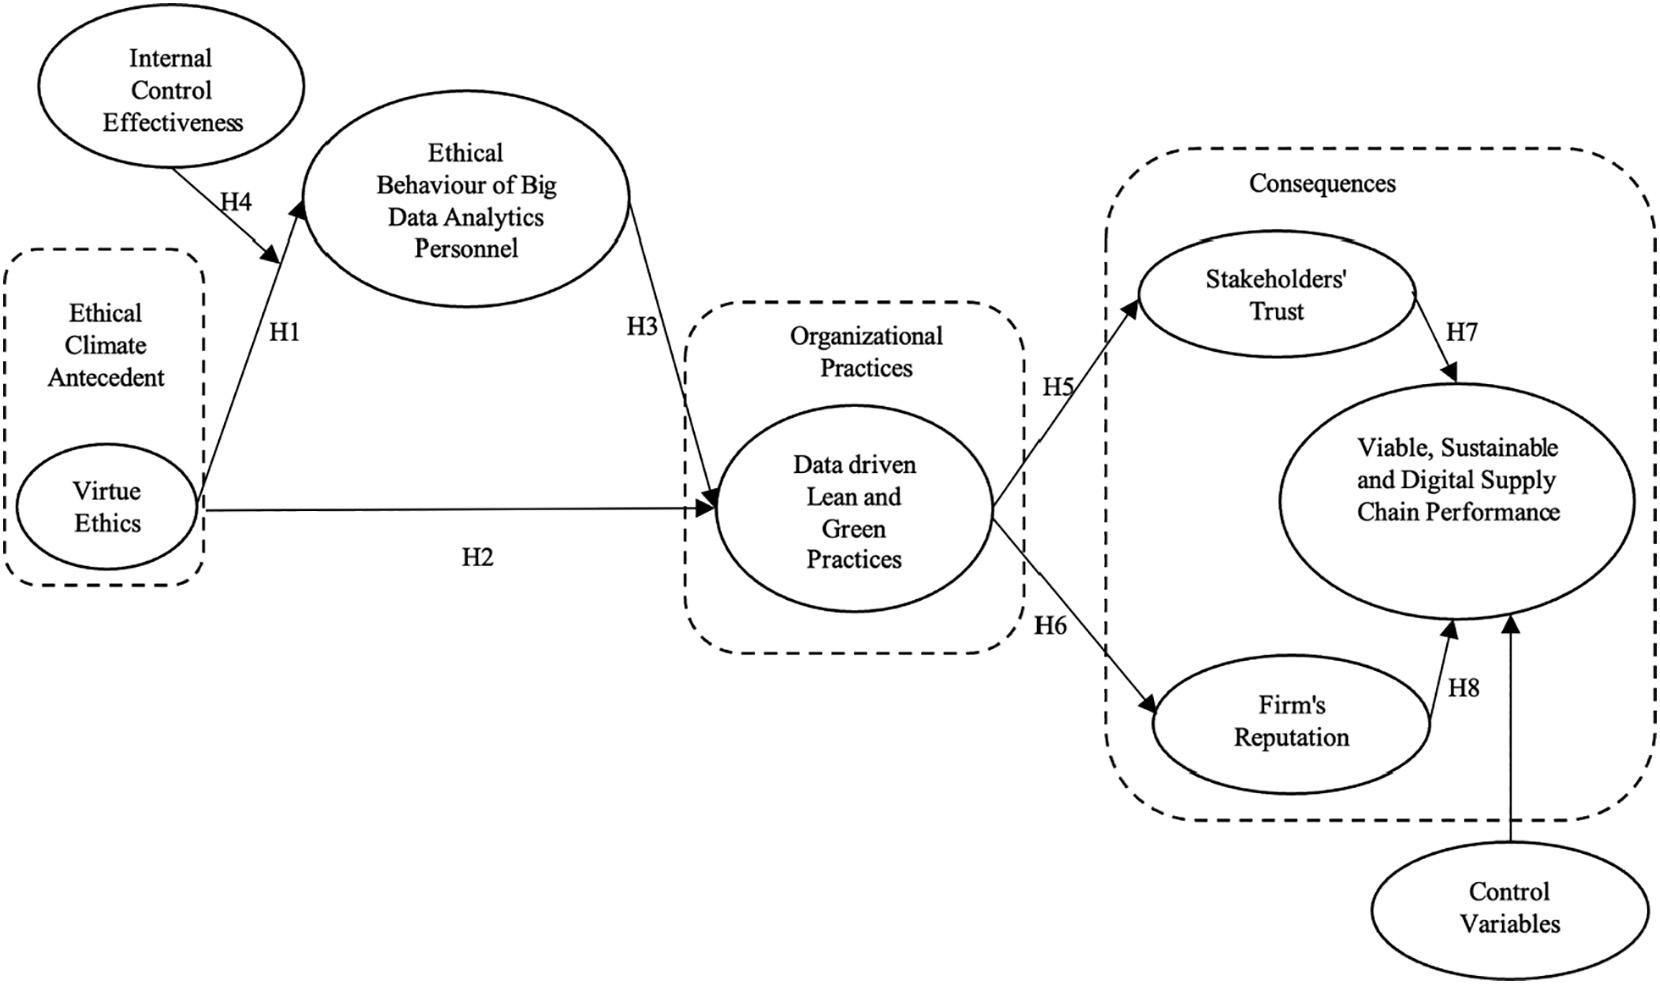 Internal
Control
Effectiveness
H4
Ethical
Behaviour of Big
Data Analytics
Personnel
Ethical
Climate
Antecedent
Virtue
Ethics
H1
H2
H3
Organizational
Practices
Data driven
Lean and
Green
Practices
H5
H6
Consequences
Stakeholders'
Trust
H7
Viable, Sustainable
and Digital Supply
Chain Performance
Firm's
Reputation
H8
Control
Variables